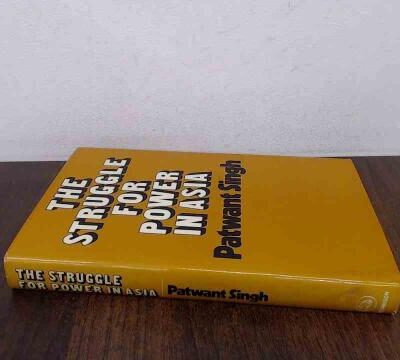 THE
STRUGGLE
FOR
POWER
IN ASIA
Patwant Singh
THE STRUGGLE
FOR POWER IN ASIA
Patwant Singh